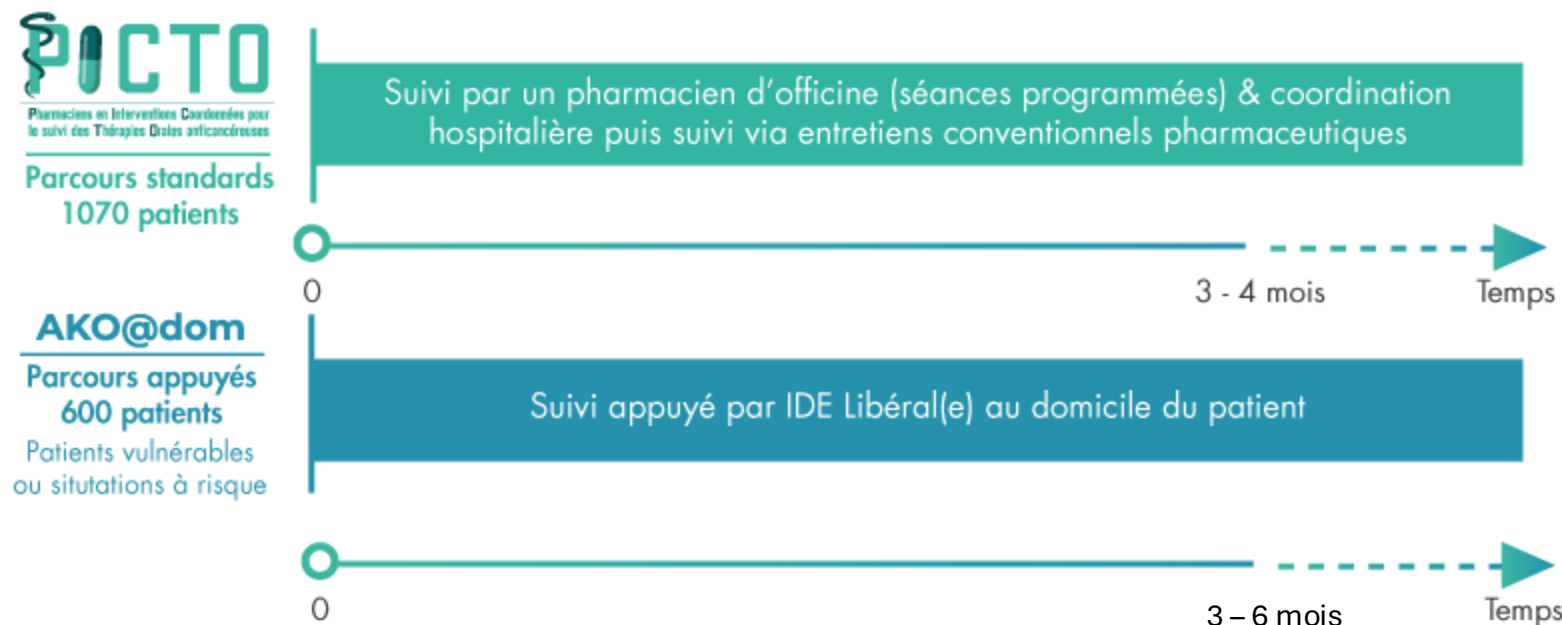 PICTO
Pharmaciens en Interventions Coordonnées pour
le suivi des Thérapies Orales anticancéreuses
Parcours standards
1070 patients
Suivi par un pharmacien d'officine (séances programmées) & coordination
hospitalière puis suivi via entretiens conventionnels pharmaceutiques
0
3 - 4 mois
Temps
AKO@dom
Parcours appuyés
600 patients
Patients vulnérables
ou situtations à risque
Suivi appuyé par IDE Libéral(e) au domicile du patient
0
3 – 6 mois
Temps